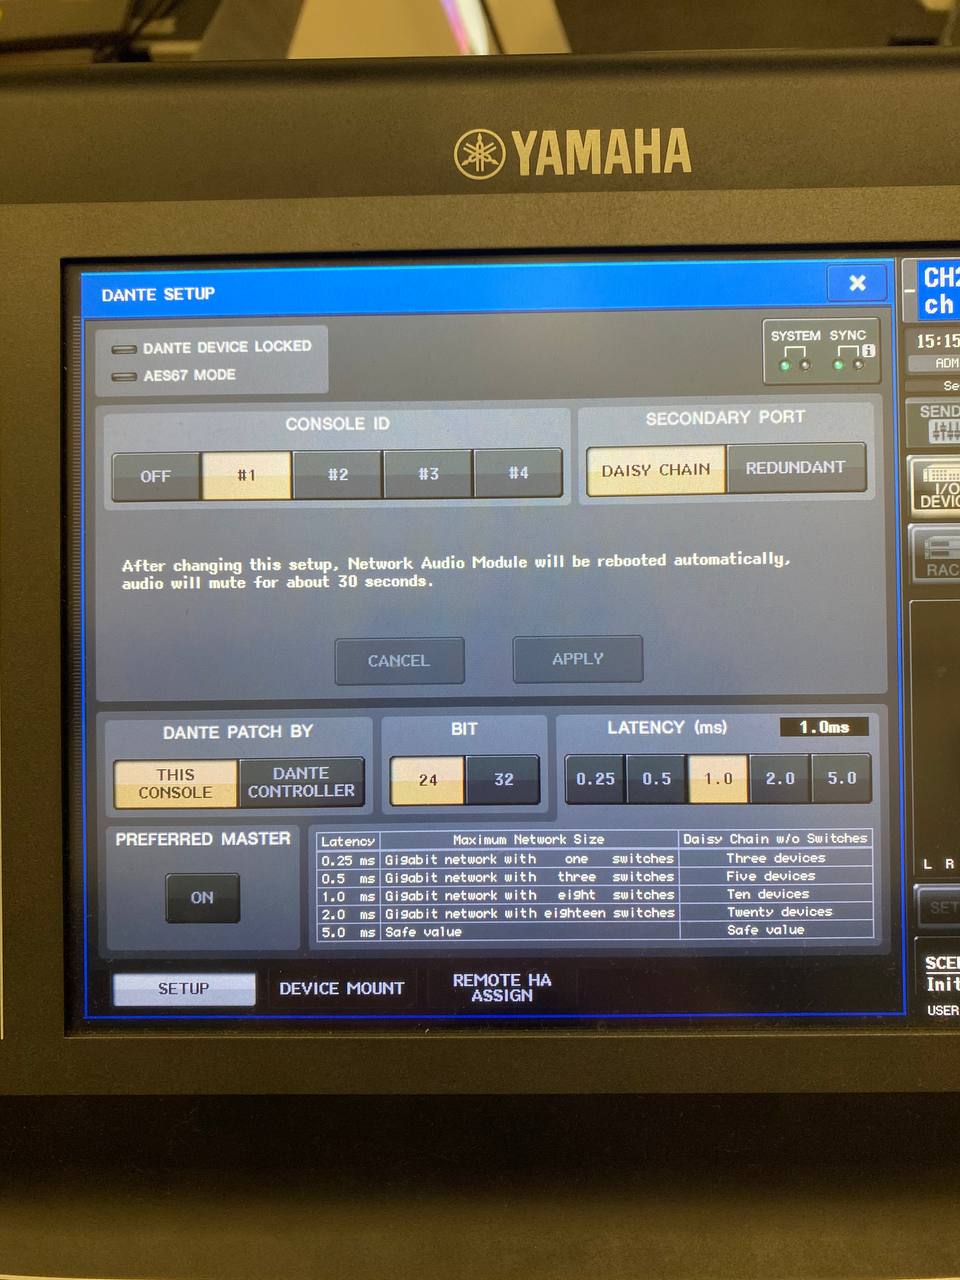 YAMAHA
DANTE SETUP
DANTE DEVICE LOCKED
AES67 MODE
SYSTEM SYNC
CONSOLE ID
OFF #1 #2 #3 #4
SECONDARY PORT
DAISY CHAIN REDUNDANT
After changing this setup, Network Audio Module will be rebooted automatically,
audio will mute for about 30 seconds.
CANCEL APPLY
DANTE PATCH BY
THIS
CONSOLE
DANTE
CONTROLLER
BIT
24 32
LATENCY (ms) 1.0ms
0.25 0.5 1.0 2.0 5.0
PREFERRED MASTER
ON
Latency Maximum Network Size Daisy Chain w/o Switches
0.25 ms Gigabit network with one switches Three devices
0.5 ms Gigabit network with three switches Five devices
1.0 ms Gigabit network with eight switches Ten devices
2.0 ms Gigabit network with eighteen switches Twenty devices
5.0 ms Safe value Safe value
SETUP DEVICE MOUNT
REMOTE HA
ASSIGN
CH2
ch
15:15
ADM
Se
SEND
I/O
DEVIC
RAC
L R
SET
SCE
Init
USER